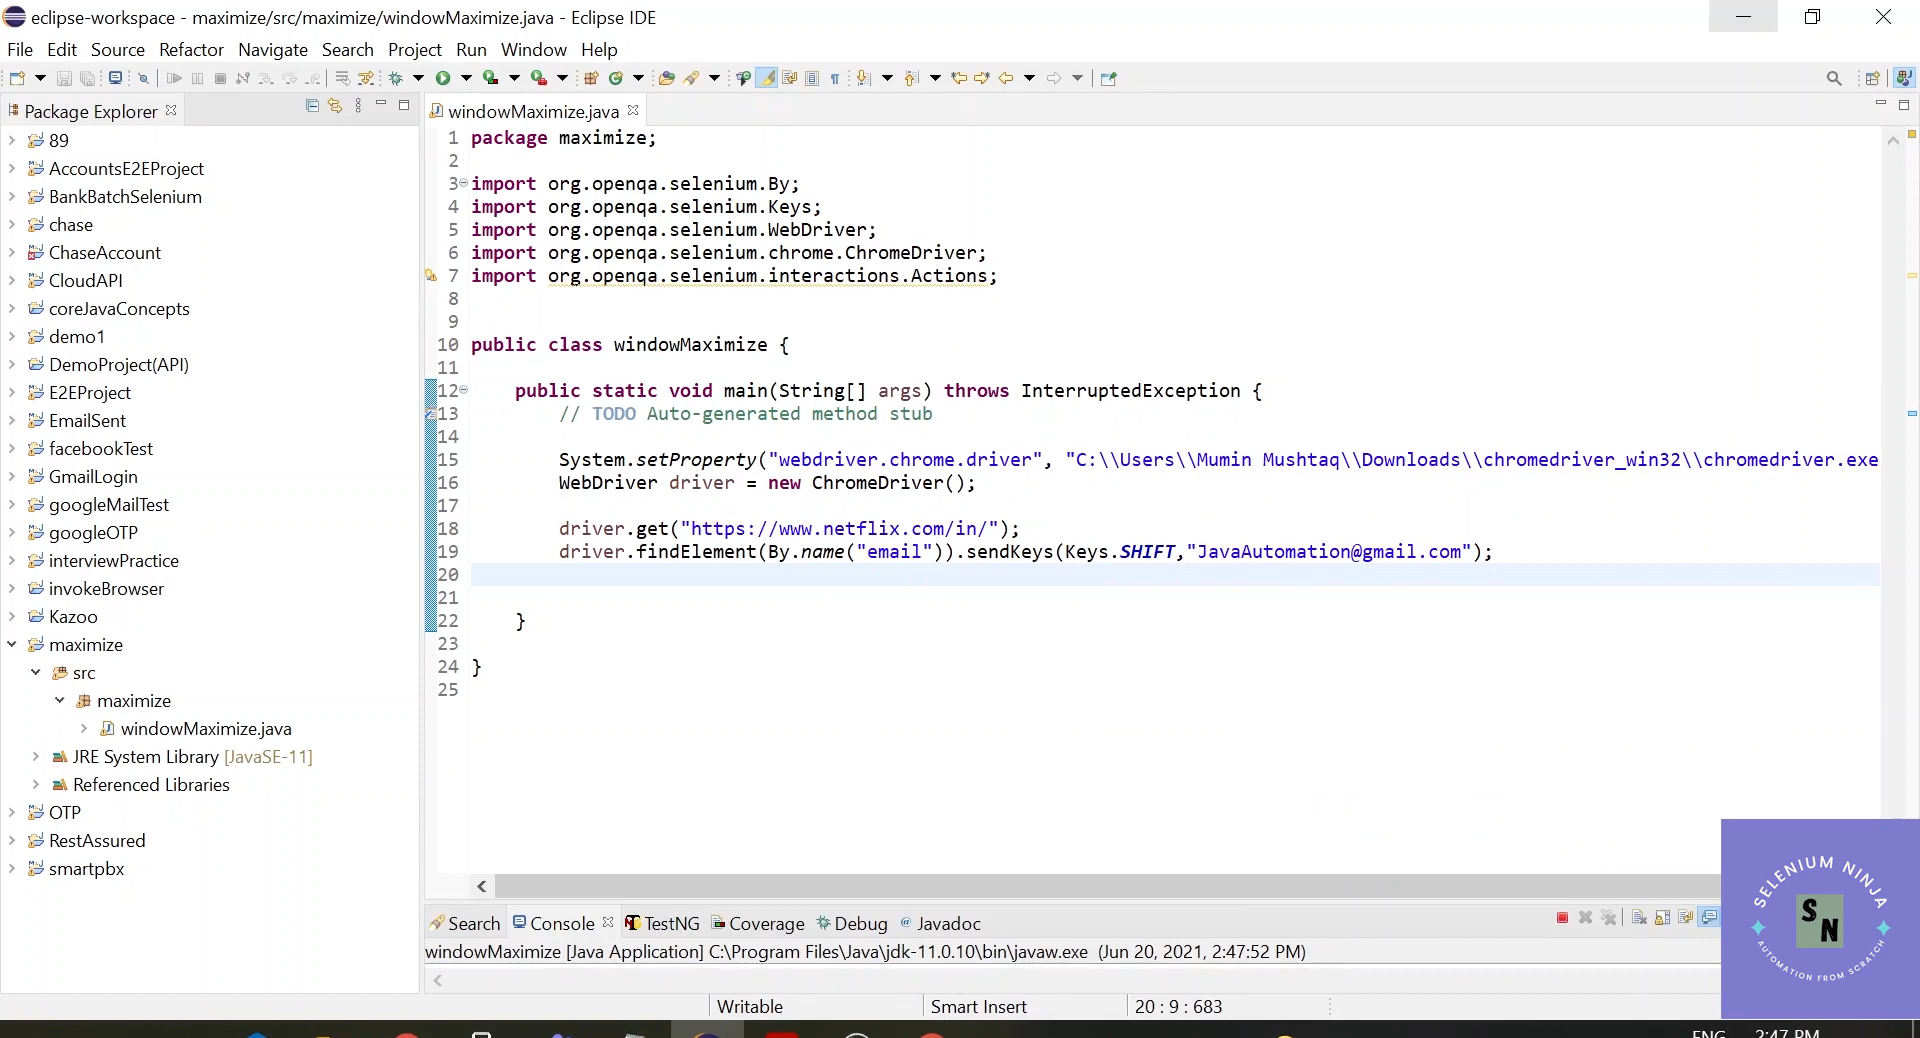 eclipse-workspace - maximize/src/maximize/windowMaximize.java - Eclipse IDE
File Edit Source Refactor Navigate Search Project Run Window Help
Package Explorer
89
AccountsE2EProject
BankBatchSelenium
chase
ChaseAccount
CloudAPI
coreJavaConcepts
demo1
DemoProject(API)
E2EProject
EmailSent
facebookTest
GmailLogin
googleMailTest
googleOTP
interviewPractice
invokeBrowser
Kazoo
maximize
src
maximize
windowMaximize.java
JRE System Library [JavaSE-11]
Referenced Libraries
OTP
RestAssured
smartpbx
windowMaximize.java
1 package maximize;
2
3 import org.openqa.selenium.By;
4 import org.openqa.selenium.Keys;
5 import org.openqa.selenium.WebDriver;
6 import org.openqa.selenium.chrome.ChromeDriver;
7 import org.openqa.selenium.interactions.Actions;
8
9
10 public class windowMaximize {
11
12 public static void main(String[] args) throws InterruptedException {
13 // TODO Auto-generated method stub
14
15 System.setProperty("webdriver.chrome.driver", "C:\\Users\\Mumin Mushtaq\\Downloads\\chromedriver_win32\\chromedriver.exe
16 WebDriver driver = new ChromeDriver();
17
18 driver.get("https://www.netflix.com/in/");
19 driver.findElement(By.name("email")).sendKeys(Keys.SHIFT,"JavaAutomation@gmail.com");
20
21
22 }
23
24 }
25
Search Console TestNG Coverage Debug Javadoc
windowMaximize [Java Application] C:\Program Files\Java\jdk-11.0.10\bin\javaw.exe (Jun 20, 2021, 2:47:52 PM)
Writable Smart Insert 20 : 9 : 683
SELENIUM NINJA
SN
AUTOMATION FROM SCRATCH
ENG 2:47 PM